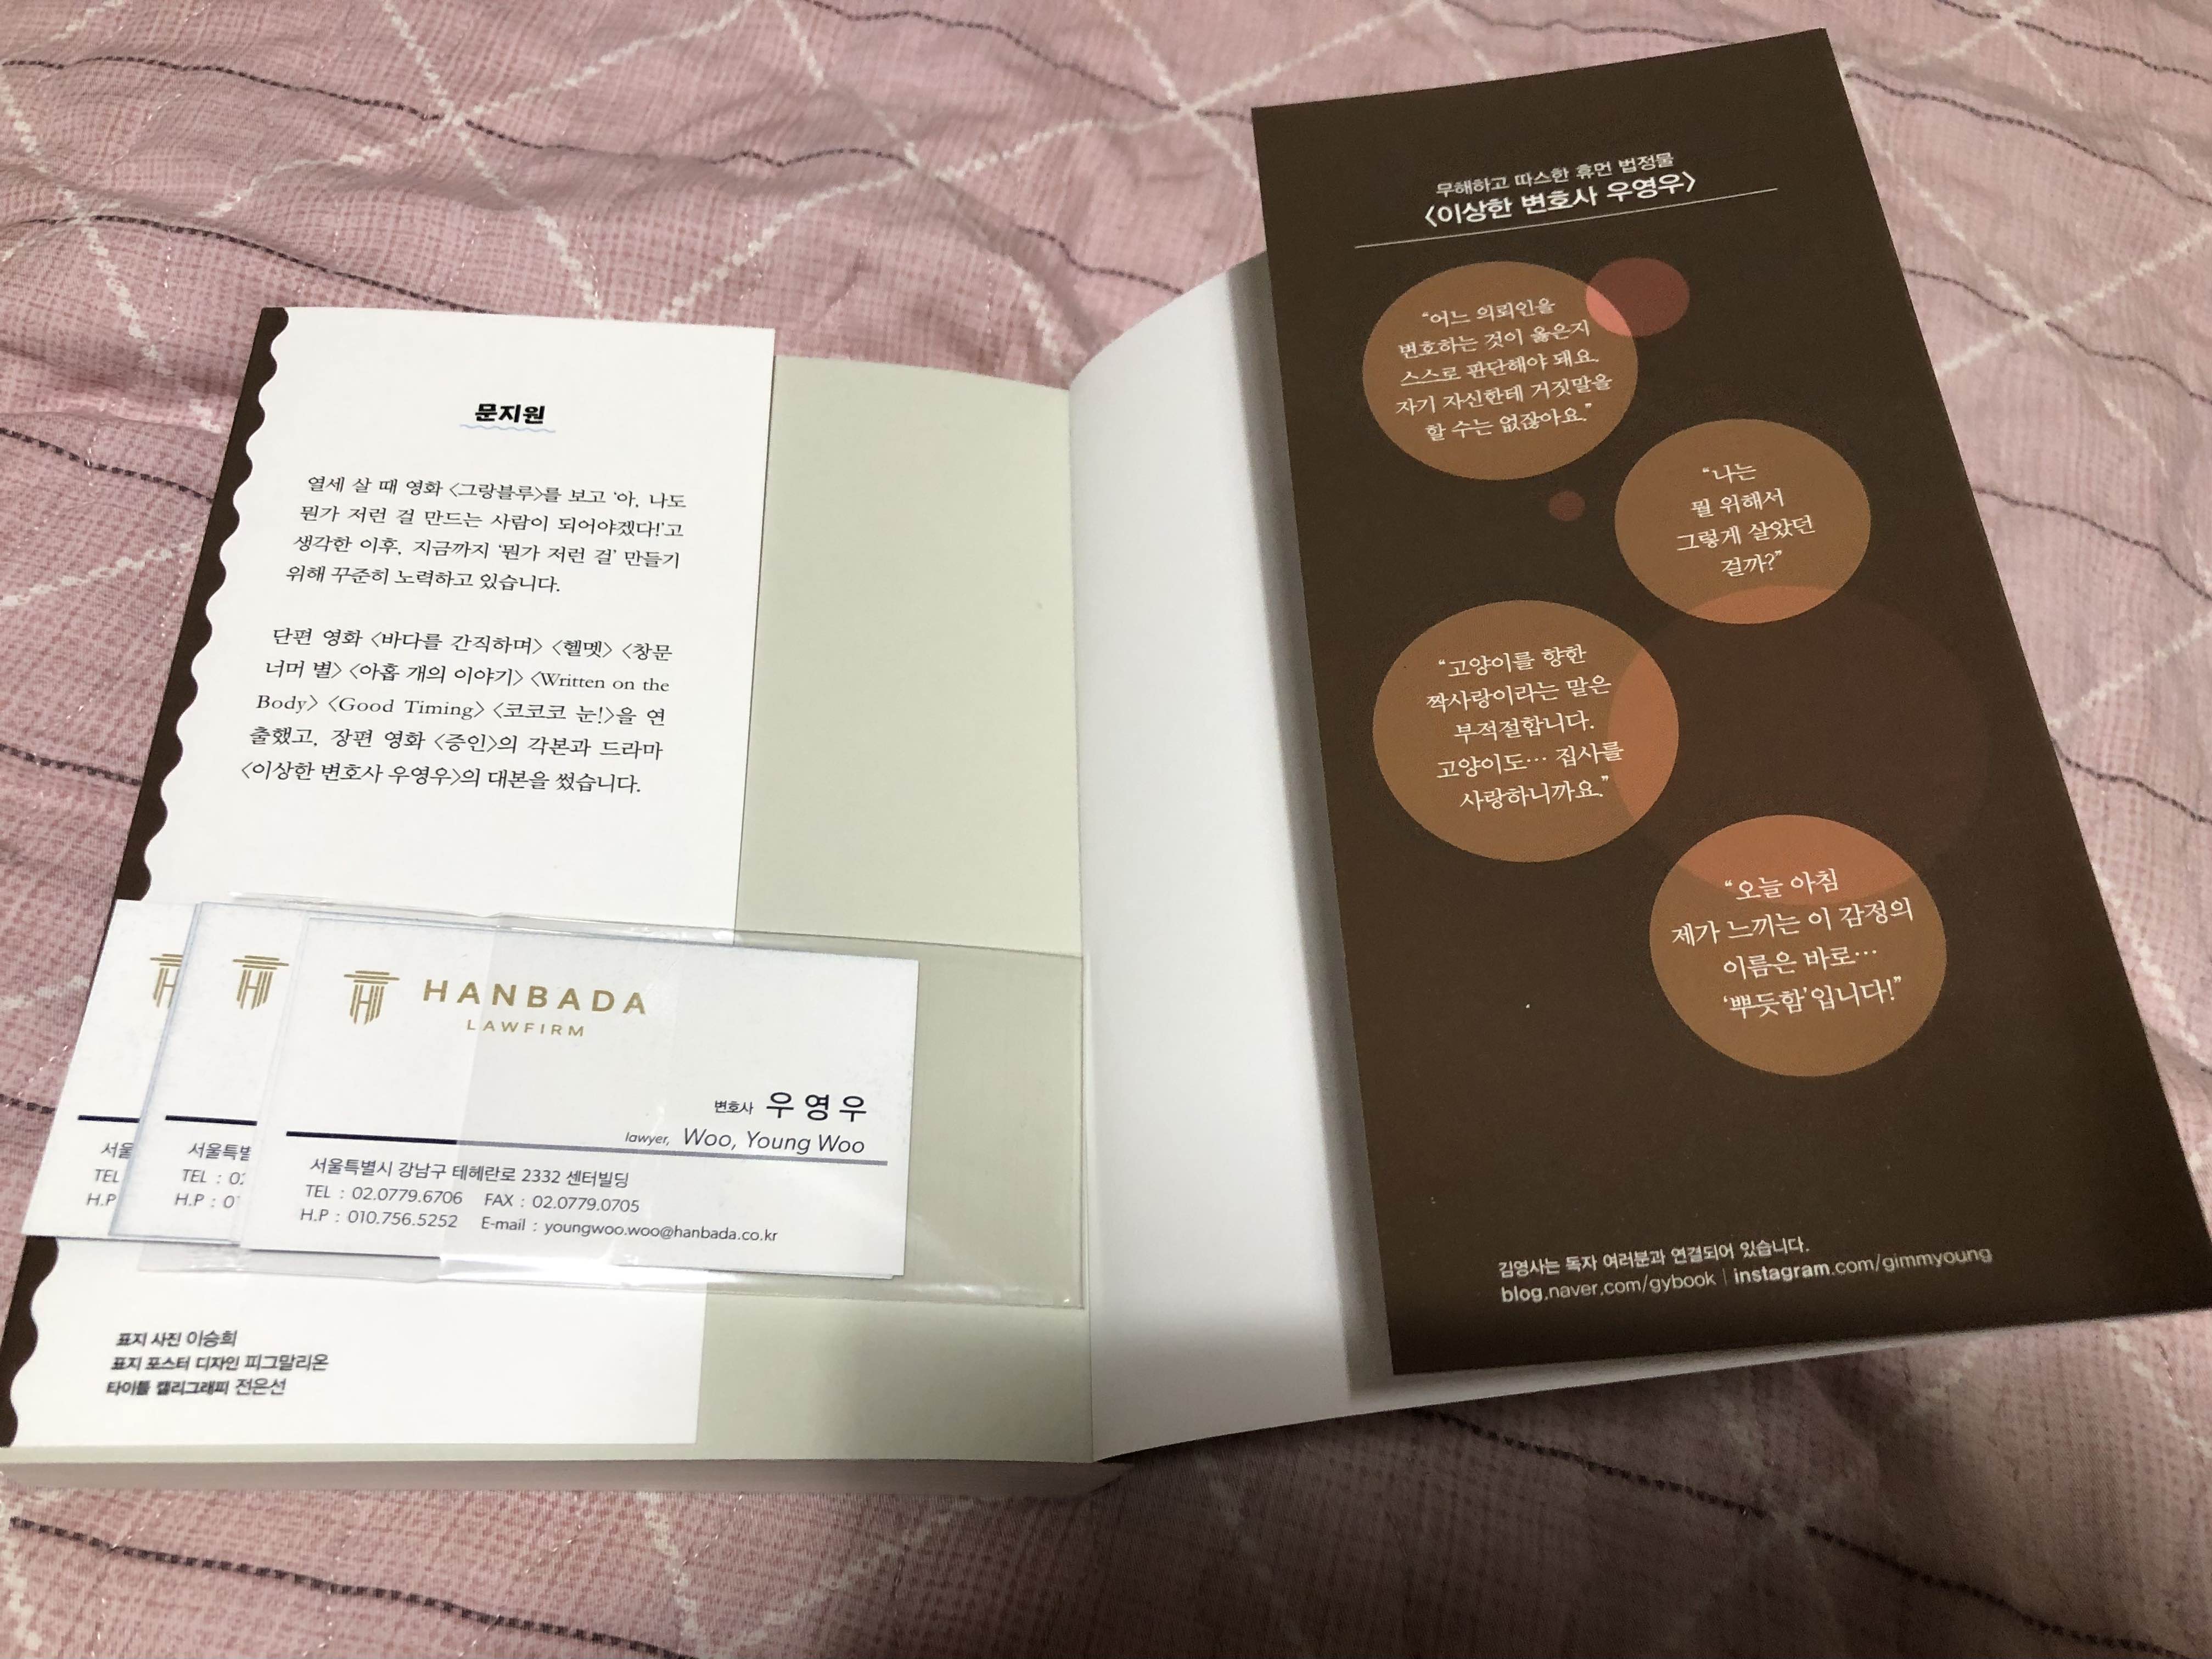 문지원
열세 살 때 영화 〈그랑블루〉를 보고 ‘아, 나도
뭔가 저런 걸 만드는 사람이 되어야겠다!’고
생각한 이후, 지금까지 ‘뭔가 저런 걸’ 만들기
위해 꾸준히 노력하고 있습니다.
단편 영화 〈바다를 간직하며〉 〈헬멧〉 〈창문
너머 별〉 〈아홉 개의 이야기〉 〈Written on the
Body〉 〈Good Timing〉 〈코코코 눈!〉을 연
출했고, 장편 영화 〈증인〉의 각본과 드라마
〈이상한 변호사 우영우〉의 대본을 썼습니다.
서울
TEL
H.P
서울특별
TEL : 02
H.P : 0
HANBADA
LAWFIRM
변호사 우영우
lawyer, Woo, Young Woo
서울특별시 강남구 테헤란로 2332 센터빌딩
TEL : 02.0779.6706 FAX : 02.0779.0705
H.P : 010.756.5252 E-mail : youngwoo.woo@hanbada.co.kr
표지 사진 이승희
표지 포스터 디자인 피그말리온
타이틀 캘리그래피 전은선
무해하고 따스한 휴먼 법정물
〈이상한 변호사 우영우〉
“어느 의뢰인을
변호하는 것이 옳은지
스스로 판단해야 돼요.
자기 자신한테 거짓말을
할 수는 없잖아요.”
“나는
뭘 위해서
그렇게 살았던
걸까?”
“고양이를 향한
짝사랑이라는 말은
부적절합니다.
고양이도… 집사를
사랑하니까요.”
“오늘 아침
제가 느끼는 이 감정의
이름은 바로…
‘뿌듯함’입니다!”
김영사는 독자 여러분과 연결되어 있습니다.
blog.naver.com/gybook | instagram.com/gimmyoung